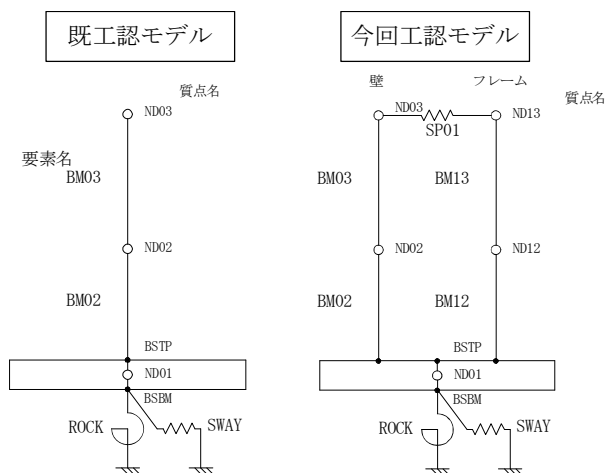 既工認モデル
質点名
ND03
要素名
BM03
ND02
BM02
BSTP
ND01
BSBM
ROCK
SWAY
今回工認モデル
壁
フレーム
質点名
ND03
ND13
SP01
BM03
BM13
ND02
ND12
BM02
BM12
BSTP
ND01
BSBM
ROCK
SWAY